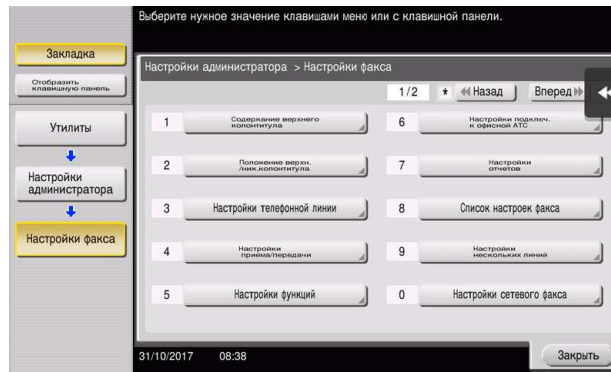 Выберите нужное значение клавишами меню или с клавишной панели.
Закладка
Отобразить
клавишную панель
Утилиты
Настройки
администратора
Настройки факса
Настройки администратора > Настройки факса
1/2 * Назад Вперед
1 Содержание верхнего
колонтитула
6 Настройки подключ.
к офисной АТС
2 Положение верхн.
/ник.колонтитула
7 Настройки
отчетов
3 Настройки телефонной линии
8 Список настроек факса
4 Настройки
приема/передачи
9 Настройки
нескольких линий
5 Настройки функций
0 Настройки сетевого факса
31/10/2017 08:38
Закрыть